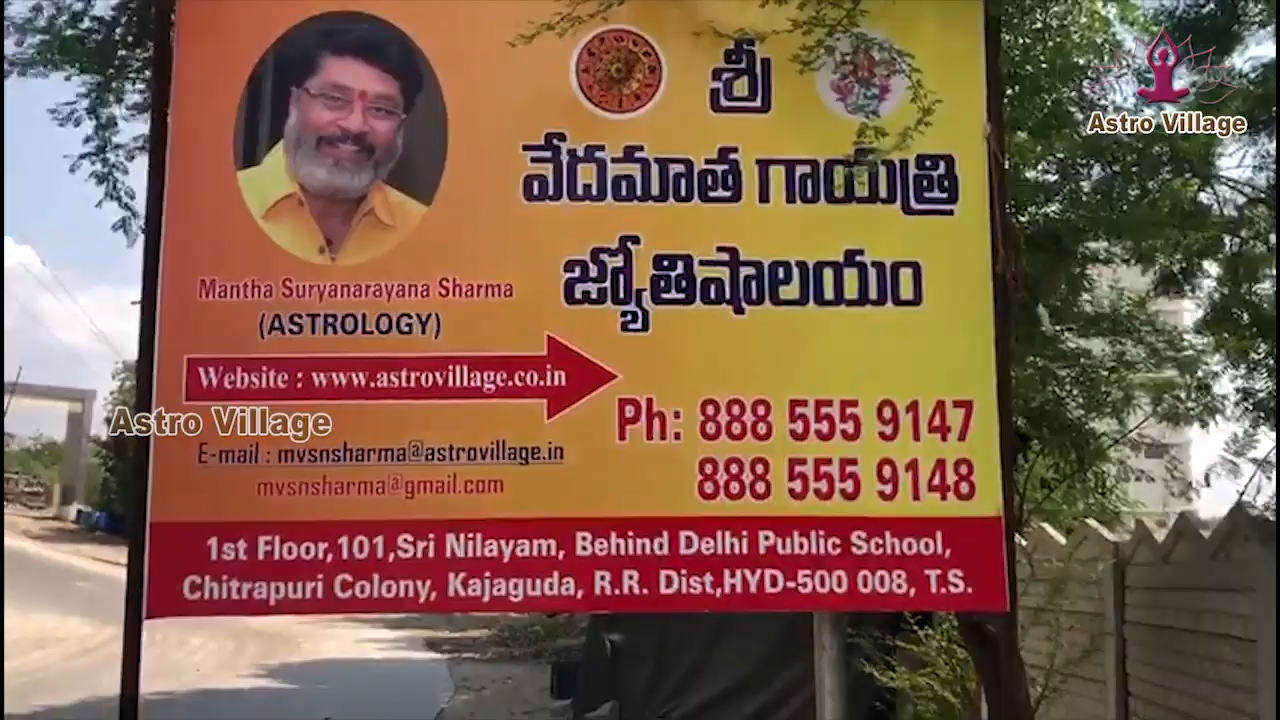 శ్రీ
వేదమాత గాయత్రి
జ్యోతిషాలయం
Mantha Suryanarayana Sharma
(ASTROLOGY)
Website : www.astrovillage.co.in
E-mail : mvsnsharma@astrovillage.in
mvsnsharma@gmail.com
Ph: 888 555 9147
888 555 9148
1st Floor,101,Sri Nilayam, Behind Delhi Public School,
Chitrapuri Colony, Kajaguda, R.R. Dist,HYD-500 008, T.S.
Astro Village
Astro Village